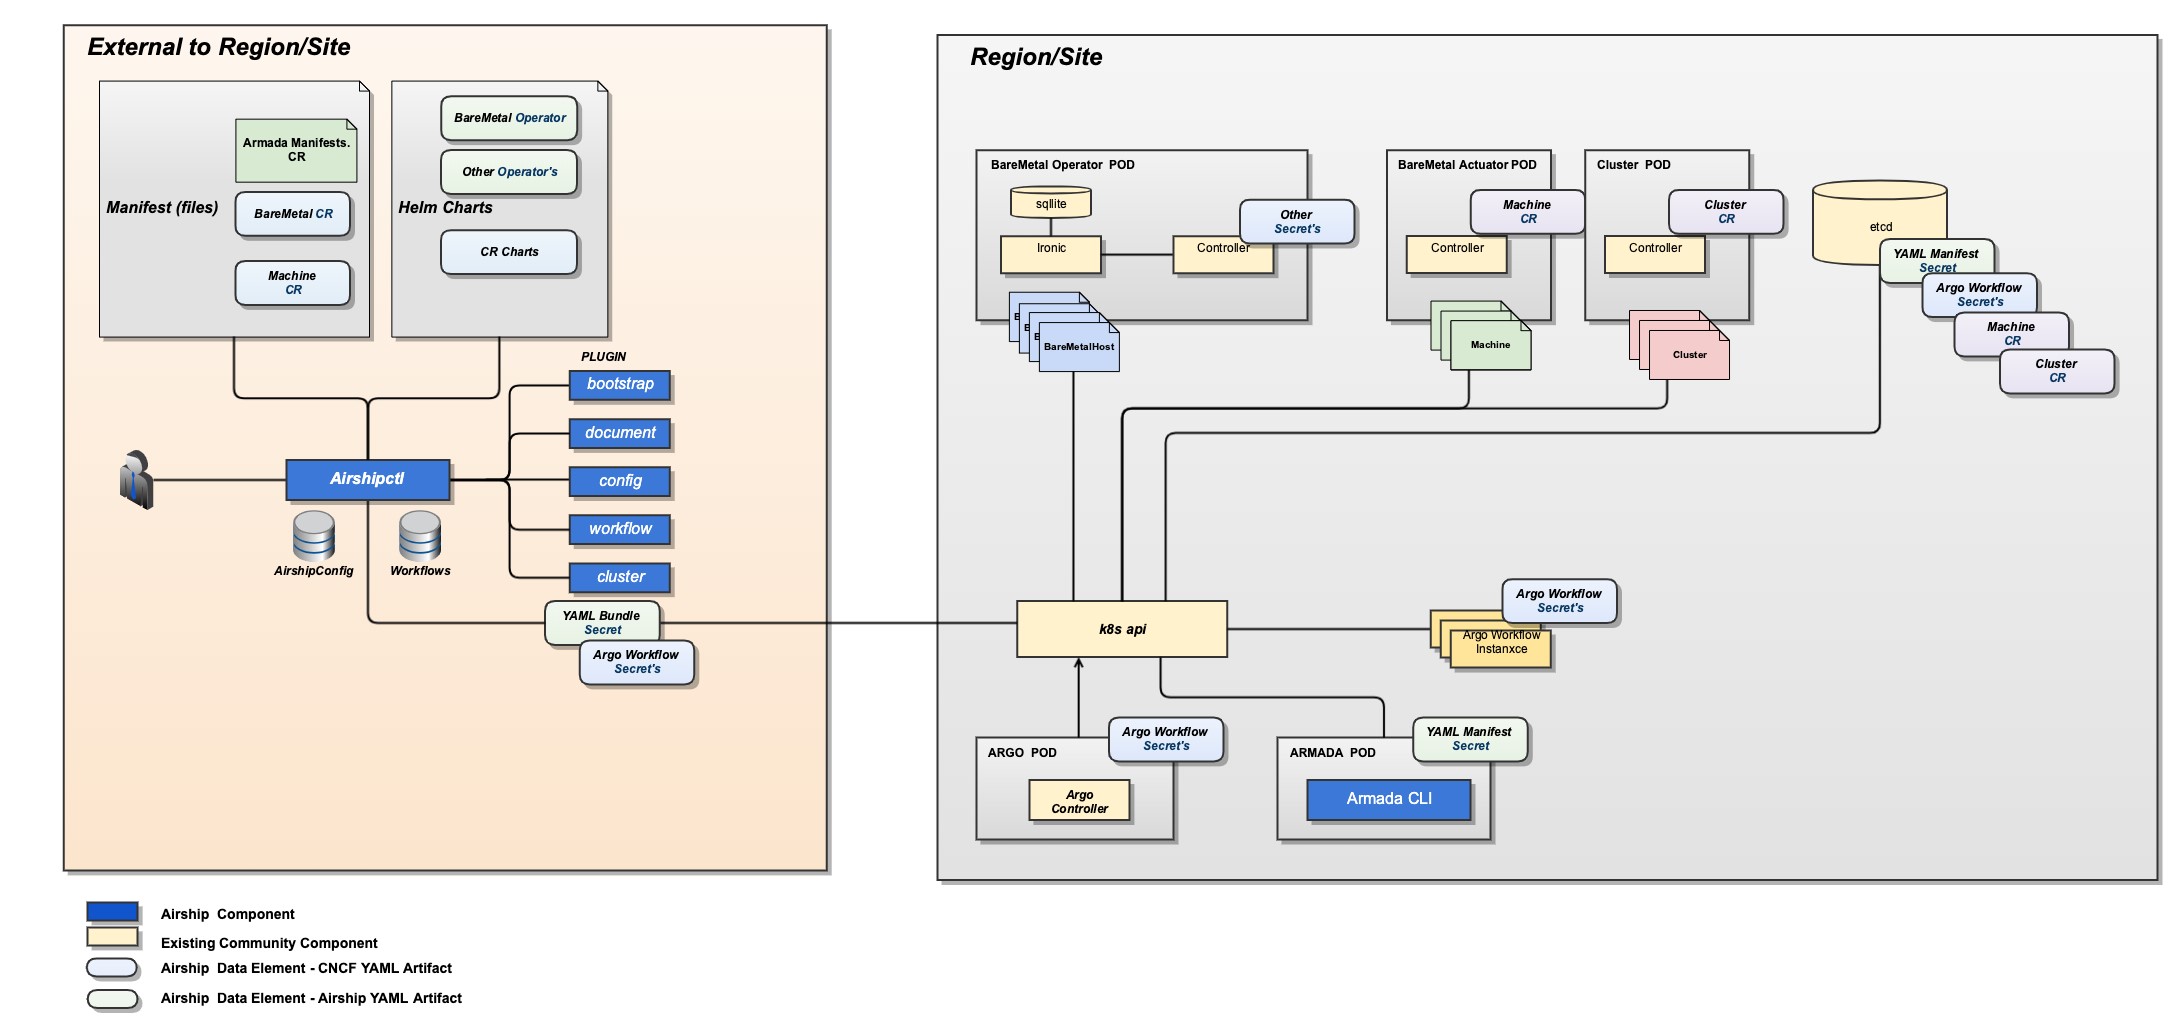 External to Region/Site
Armada Manifests.
CR
Manifest (files)
BareMetal CR
Machine
CR
BareMetal Operator
Other Operator's
Helm Charts
CR Charts
PLUGIN
bootstrap
document
config
workflow
cluster
Airshipctl
AirshipConfig
Workflows
YAML Bundle
Secret
Argo Workflow
Secret's
Region/Site
BareMetal Operator POD
sqllite
Ironic
Controller
Other
Secret's
B
B
B
BareMetalHost
BareMetal Actuator POD
Machine
CR
Controller
Machine
Cluster POD
Cluster
CR
Controller
Cluster
etcd
YAML Manifest
Secret
Argo Workflow
Secret's
Machine
CR
Cluster
CR
k8s api
Argo Workflow
Secret's
Argo Workflow
Instanxce
ARGO POD
Argo Workflow
Secret's
Argo
Controller
ARMADA POD
YAML Manifest
Secret
Armada CLI
Airship Component
Existing Community Component
Airship Data Element - CNCF YAML Artifact
Airship Data Element - Airship YAML Artifact